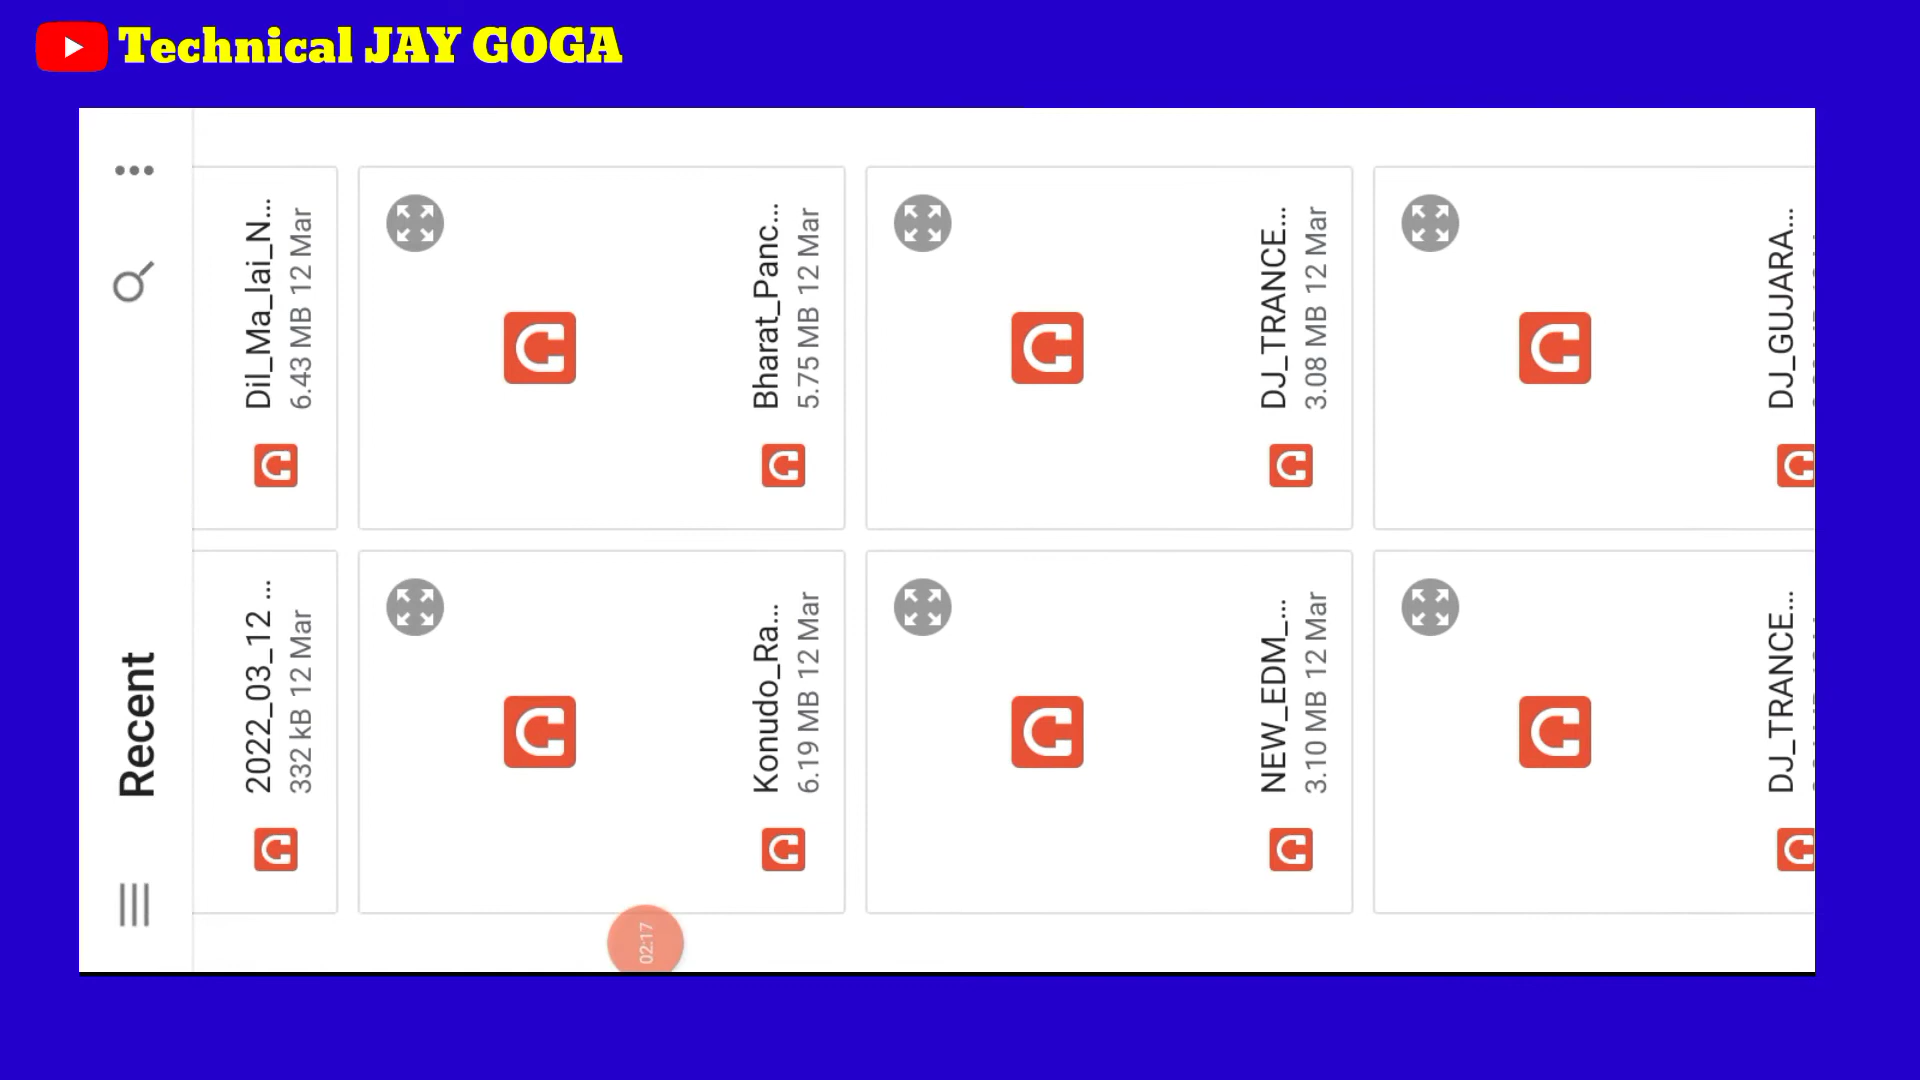 Technical JAY GOGA
Recent
2022_03_12 ...
332 kB 12 Mar
Dil_Ma_lai_N...
6.43 MB 12 Mar
Konudo_Ra...
6.19 MB 12 Mar
Bharat_Panc...
5.75 MB 12 Mar
NEW_EDM_...
3.10 MB 12 Mar
DJ_TRANCE...
3.08 MB 12 Mar
DJ_TRANCE...
DJ_GUJARA...
02:17